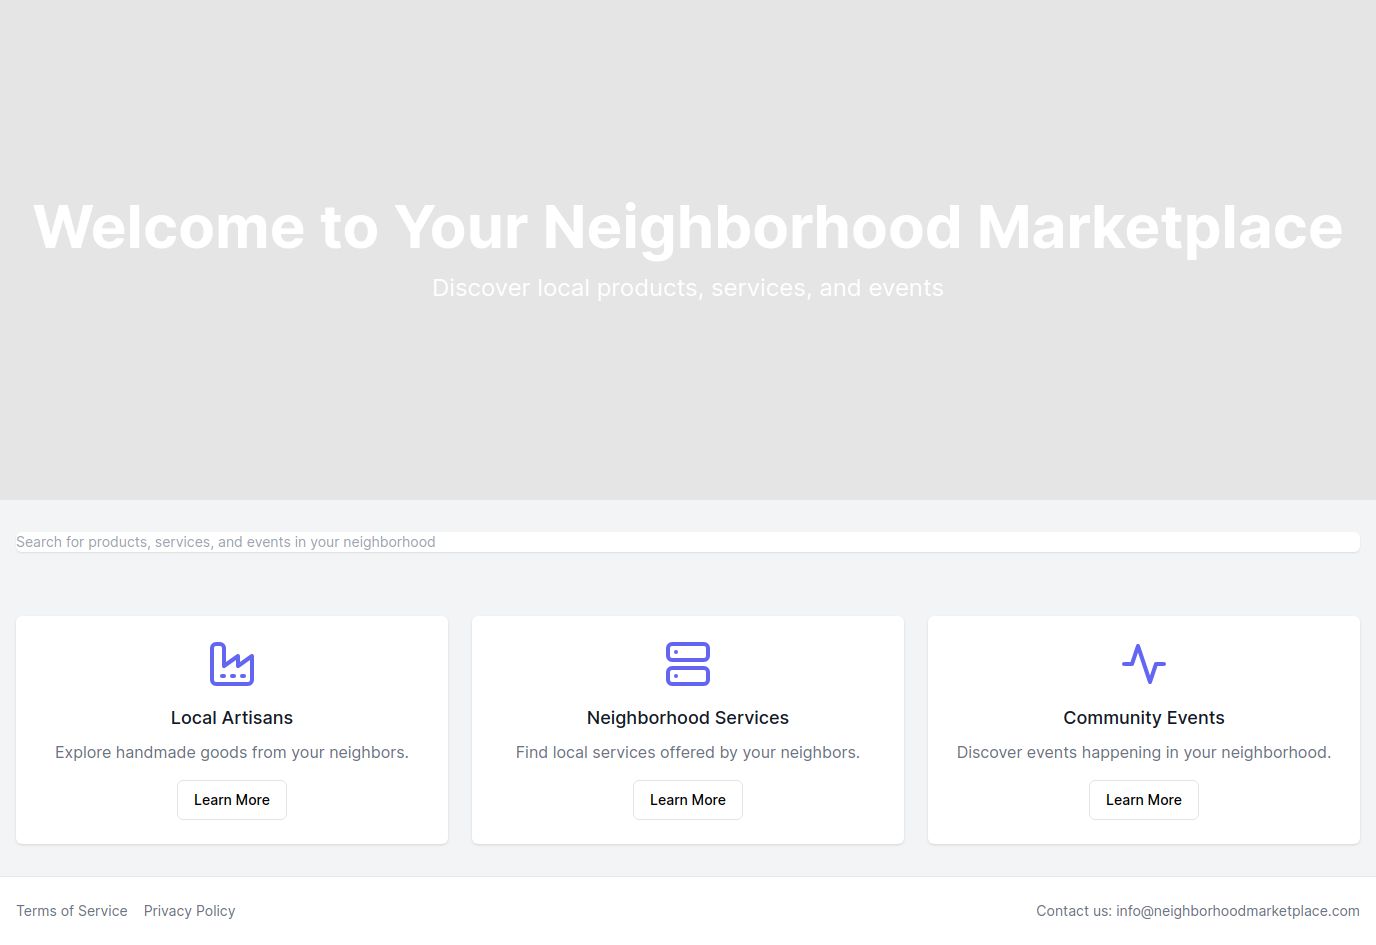 Welcome to Your Neighborhood Marketplace
Discover local products, services, and events
Search for products, services, and events in your neighborhood
Local Artisans
Explore handmade goods from your neighbors.
Learn More
Neighborhood Services
Find local services offered by your neighbors.
Learn More
Community Events
Discover events happening in your neighborhood.
Learn More
Terms of Service
Privacy Policy
Contact us: info@neighborhoodmarketplace.com